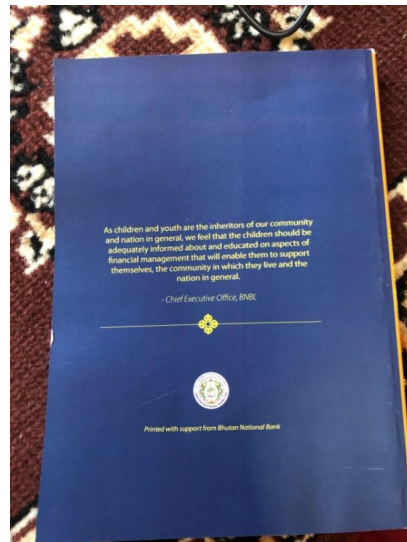 As children and youth are the inheritors of our community
and nation in general, we feel that the children should be
adequately informed about and educated on aspects of
financial management that will enable them to support
themselves, the community in which they live and the
nation in general.
- Chief Executive Office, BNBL
Printed with support from Bhutan National Bank